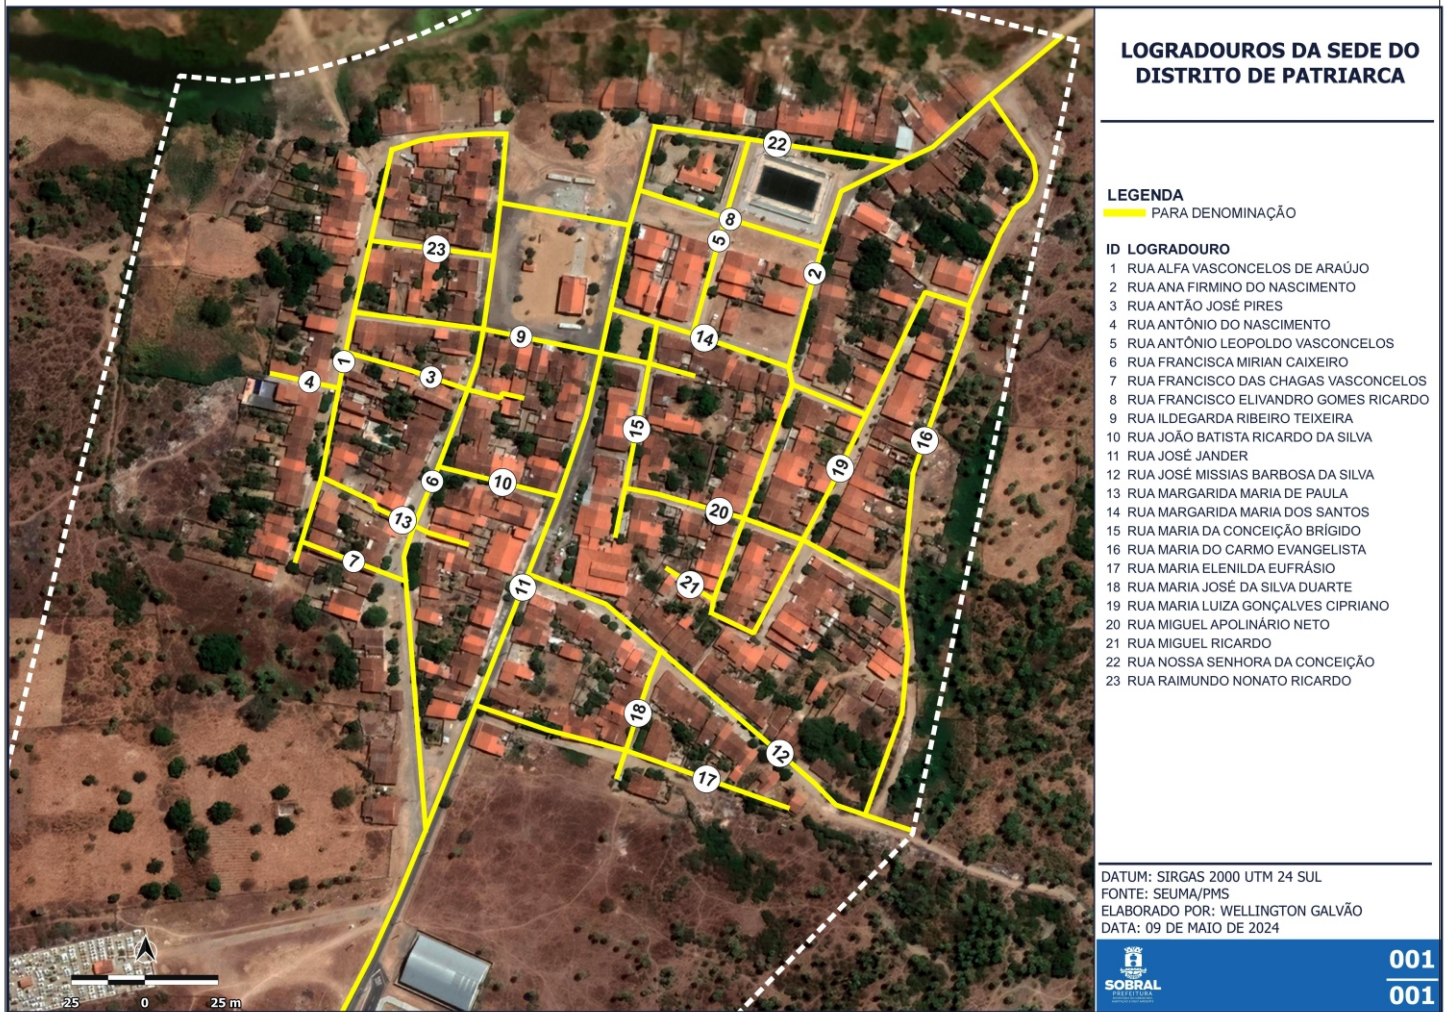 LOGRADOUROS DA SEDE DO
DISTRITO DE PATRIARCA
LEGENDA
PARA DENOMINAÇÃO
ID LOGRADOURO
1 RUA ALFA VASCONCELOS DE ARAÚJO
2 RUA ANA FIRMINO DO NASCIMENTO
3 RUA ANTÃO JOSÉ PIRES
4 RUA ANTÔNIO DO NASCIMENTO
5 RUA ANTÔNIO LEOPOLDO VASCONCELOS
6 RUA FRANCISCA MIRIAN CAIXEIRO
7 RUA FRANCISCO DAS CHAGAS VASCONCELOS
8 RUA FRANCISCO ELIVANDRO GOMES RICARDO
9 RUA ILDEGARDA RIBEIRO TEIXEIRA
10 RUA JOÃO BATISTA RICARDO DA SILVA
11 RUA JOSÉ JANDER
12 RUA JOSÉ MISSIAS BARBOSA DA SILVA
13 RUA MARGARIDA MARIA DE PAULA
14 RUA MARGARIDA MARIA DOS SANTOS
15 RUA MARIA DA CONCEIÇÃO BRÍGIDO
16 RUA MARIA DO CARMO EVANGELISTA
17 RUA MARIA ELENILDA EUFRÁSIO
18 RUA MARIA JOSÉ DA SILVA DUARTE
19 RUA MARIA LUIZA GONÇALVES CIPRIANO
20 RUA MIGUEL APOLINÁRIO NETO
21 RUA MIGUEL RICARDO
22 RUA NOSSA SENHORA DA CONCEIÇÃO
23 RUA RAIMUNDO NONATO RICARDO
DATUM: SIRGAS 2000 UTM 24 SUL
FONTE: SEUMA/PMS
ELABORADO POR: WELLINGTON GALVÃO
DATA: 09 DE MAIO DE 2024
SOBRAL
PREFEITURA
001
001
22
8
5
23
2
9
14
1
3
4
15
16
19
6
10
20
13
7
21
11
18
12
17
25 0 25 m